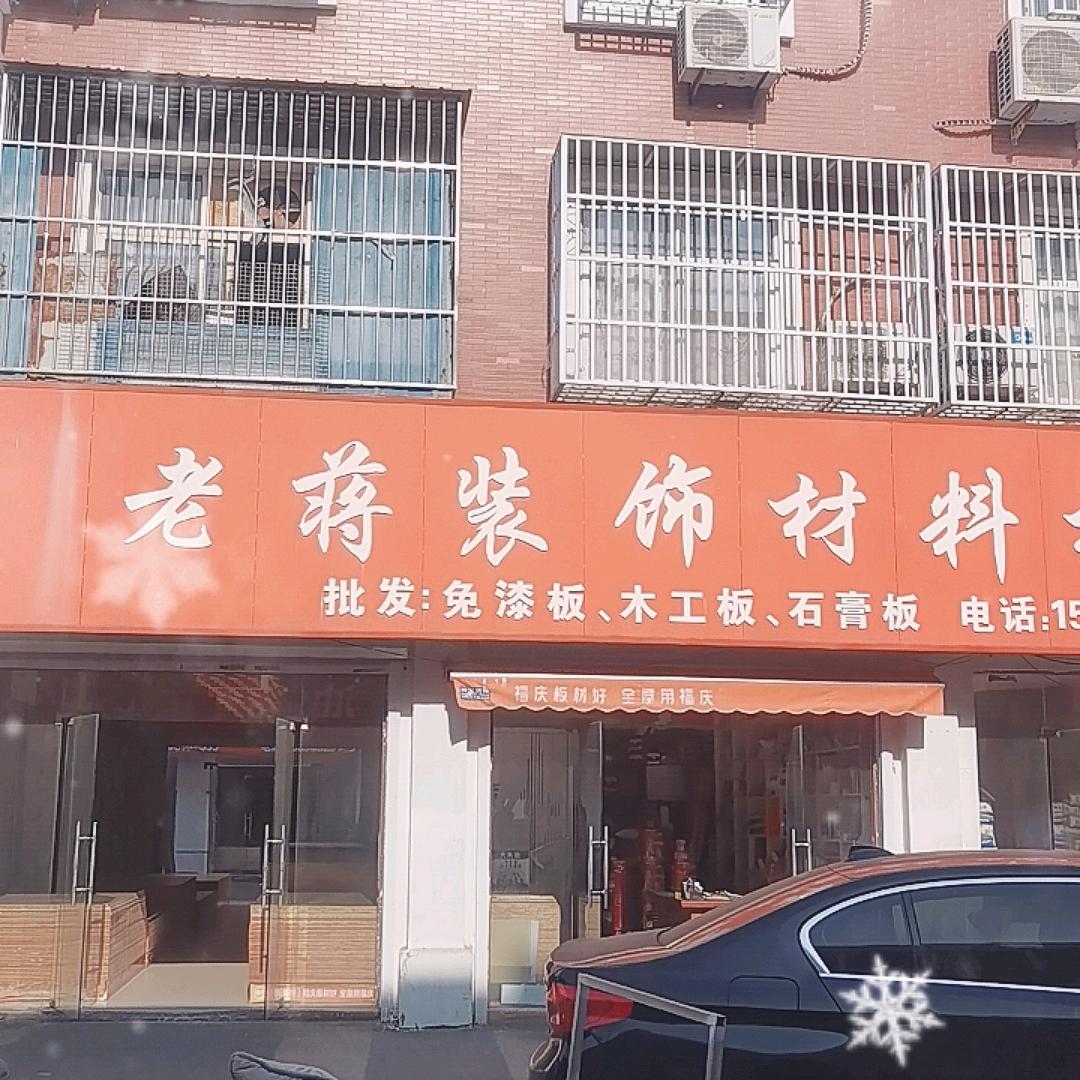 老蒋装饰材料
批发:免漆板、木工板、石膏板 电话:15
福庆板材好 全屋用福庆